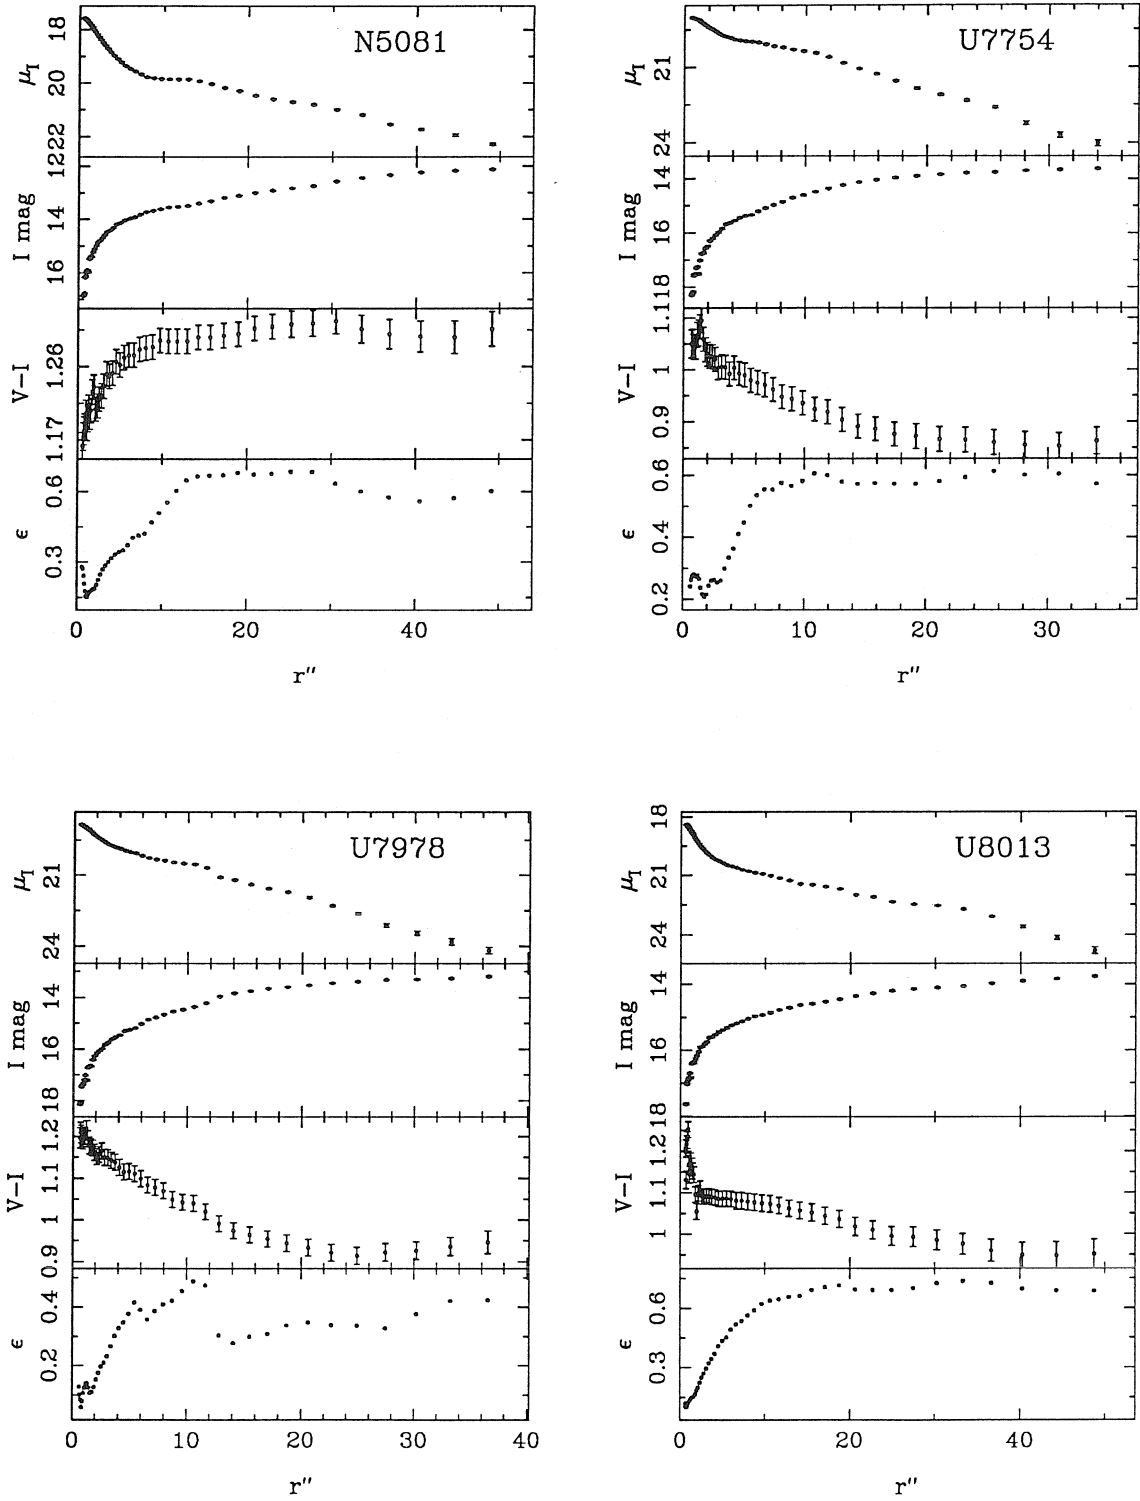 N5081
μI
18
20
22
I mag
12
14
16
V-I
1.26
1.17
ϵ
0.6
0.3
0 20 40
r″
U7754
μI
21
24
I mag
14
16
18
V-I
1.1
1
0.9
ϵ
0.6
0.4
0.2
0 10 20 30
r″
U7978
μI
21
24
I mag
14
16
18
V-I
1.2
1.1
1
0.9
ϵ
0.4
0.2
0 10 20 30 40
r″
U8013
μI
18
21
24
I mag
14
16
18
V-I
1.2
1.1
1
ϵ
0.6
0.3
0 20 40
r″